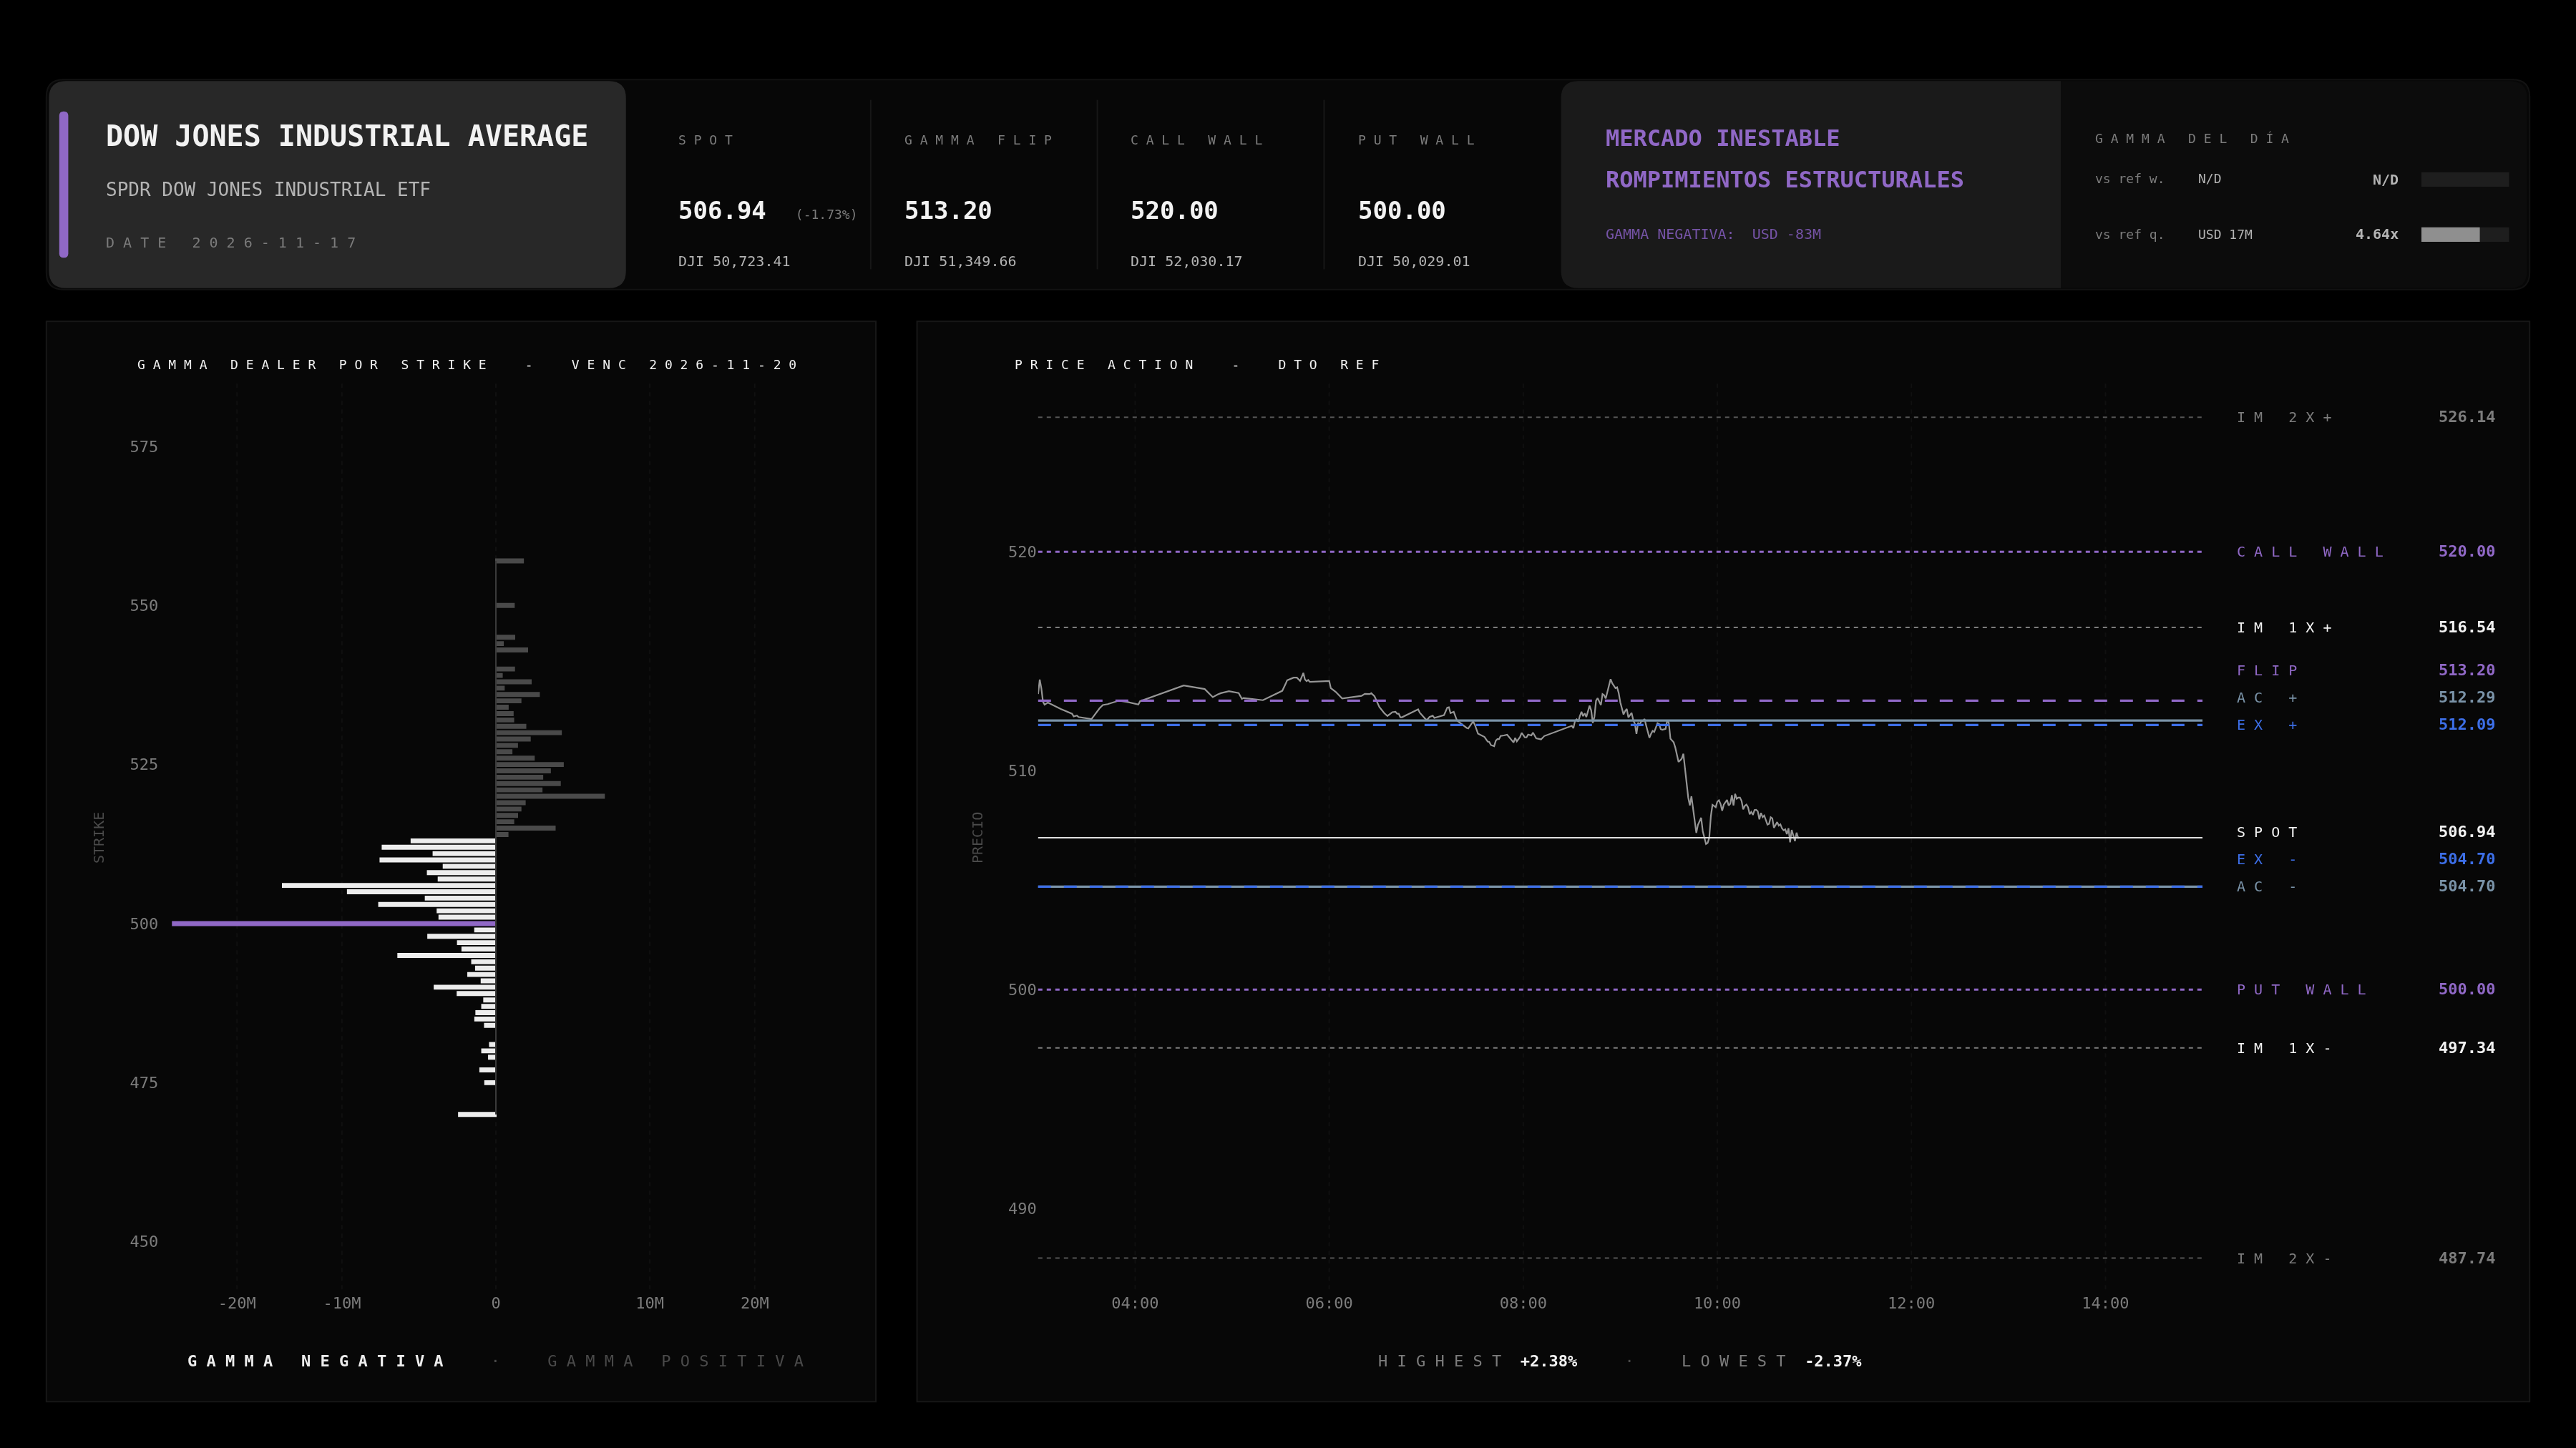 DOW JONES INDUSTRIAL AVERAGE
SPDR DOW JONES INDUSTRIAL ETF
DATE 2026-11-17
SPOT
506.94 (-1.73%)
DJI 50,723.41
GAMMA FLIP
513.20
DJI 51,349.66
CALL WALL
520.00
DJI 52,030.17
PUT WALL
500.00
DJI 50,029.01
MERCADO INESTABLE
ROMPIMIENTOS ESTRUCTURALES
GAMMA NEGATIVA: USD -83M
GAMMA DEL DÍA
vs ref w. N/D N/D
vs ref q. USD 17M 4.64x
GAMMA DEALER POR STRIKE - VENC 2026-11-20
STRIKE
575
550
525
500
475
450
-20M -10M 0 10M 20M
GAMMA NEGATIVA · GAMMA POSITIVA
PRICE ACTION - DTO REF
PRECIO
520
510
500
490
04:00 06:00 08:00 10:00 12:00 14:00
IM 2X+ 526.14
CALL WALL 520.00
IM 1X+ 516.54
FLIP 513.20
AC + 512.29
EX + 512.09
SPOT 506.94
EX - 504.70
AC - 504.70
PUT WALL 500.00
IM 1X- 497.34
IM 2X- 487.74
HIGHEST +2.38% · LOWEST -2.37%